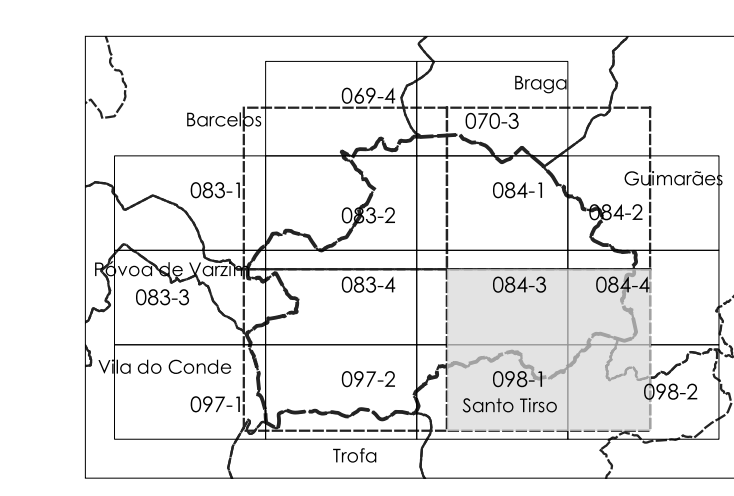 Braga
069-4
Barcelos
070-3
Guimarães
083-1
084-1
083-2
084-2
Póvoa de Varzim
083-4
084-3
084-4
083-3
Vila do Conde
097-2
098-1
098-2
097-1
Santo Tirso
Trofa